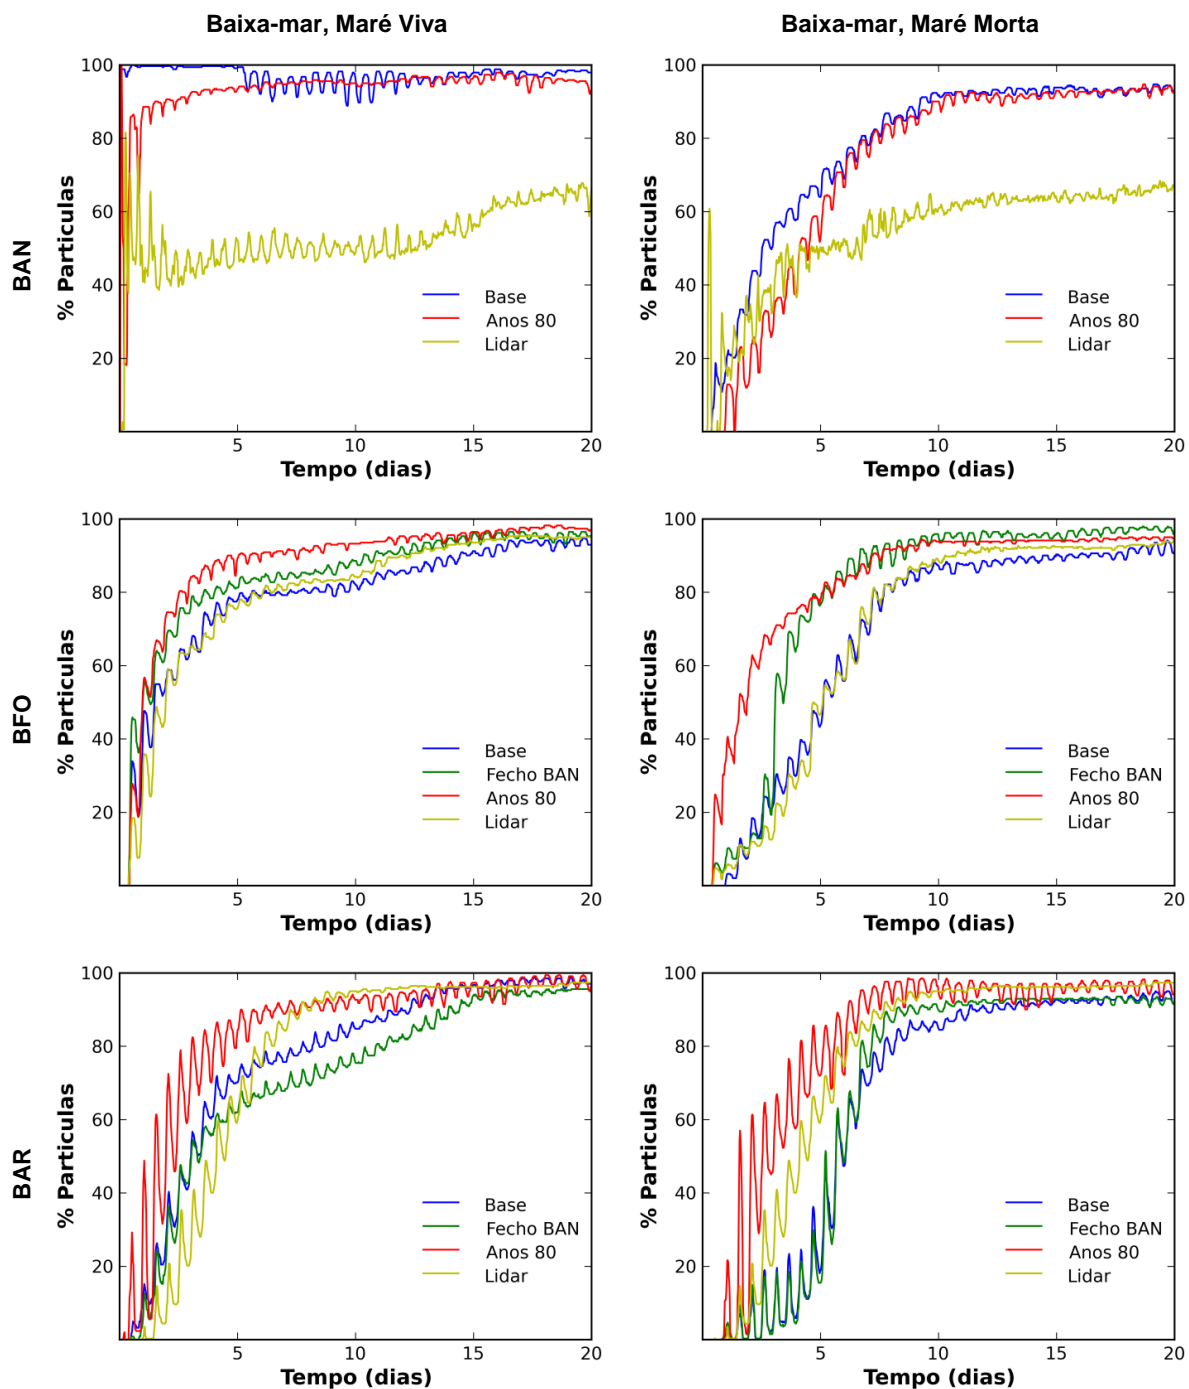 Baixa-mar, Maré Viva
Baixa-mar, Maré Morta
BAN
% Particulas
100
80
60
40
20
Base
Anos 80
Lidar
5 10 15 20
Tempo (dias)
% Particulas
100
80
60
40
20
Base
Anos 80
Lidar
5 10 15 20
Tempo (dias)
BFO
% Particulas
100
80
60
40
20
Base
Fecho BAN
Anos 80
Lidar
5 10 15 20
Tempo (dias)
% Particulas
100
80
60
40
20
Base
Fecho BAN
Anos 80
Lidar
5 10 15 20
Tempo (dias)
BAR
% Particulas
100
80
60
40
20
Base
Fecho BAN
Anos 80
Lidar
5 10 15 20
Tempo (dias)
% Particulas
100
80
60
40
20
Base
Fecho BAN
Anos 80
Lidar
5 10 15 20
Tempo (dias)